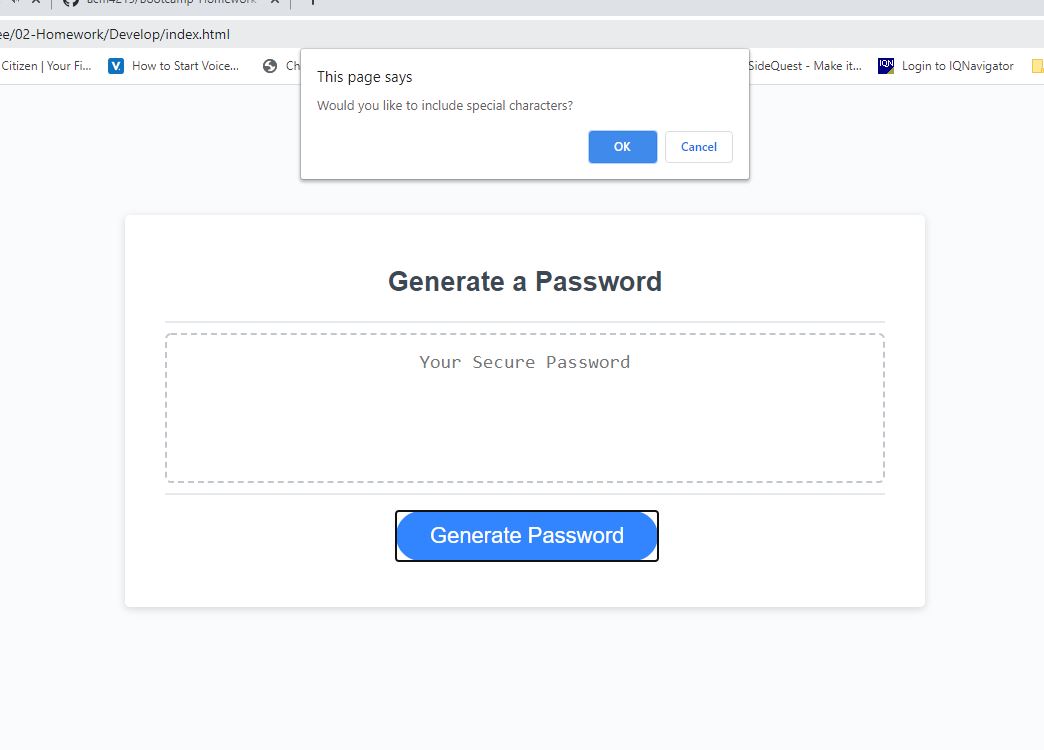 ee/02-Homework/Develop/index.html
Citizen | Your Fi... How to Start Voice... Ch SideQuest - Make it... IQN Login to IQNavigator
This page says
Would you like to include special characters?
OK Cancel
Generate a Password
Your Secure Password
Generate Password